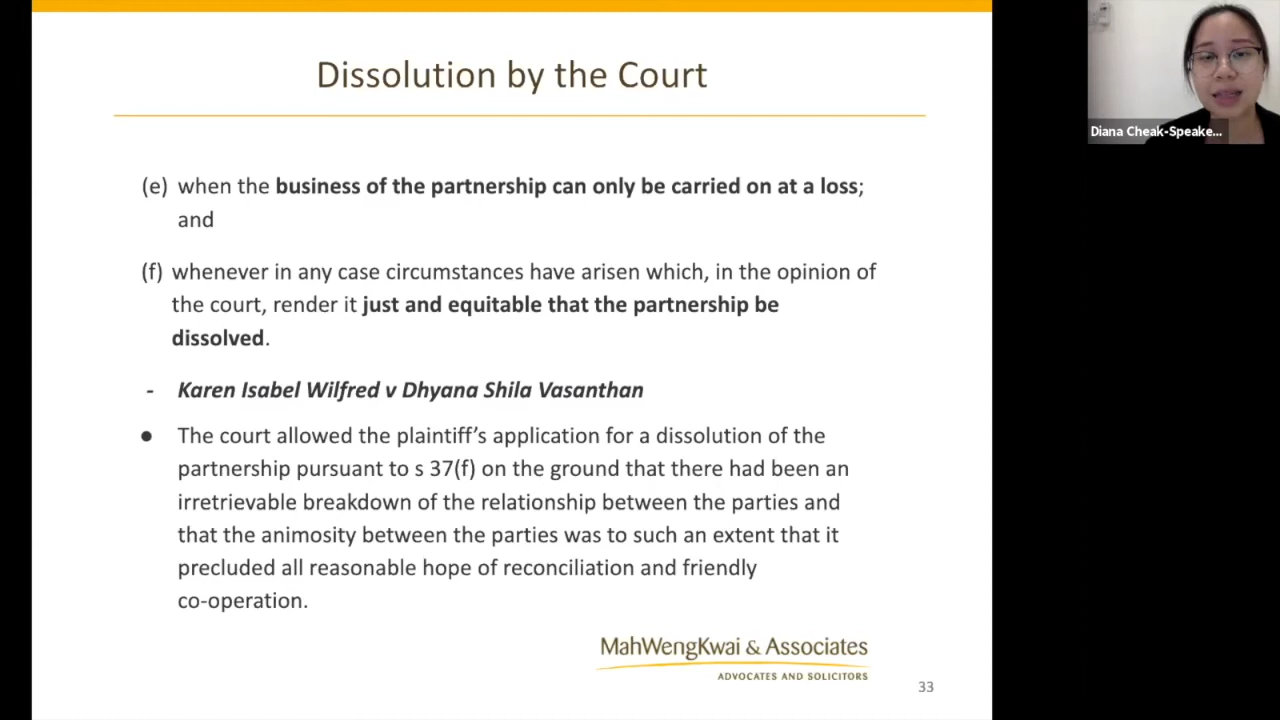 Dissolution by the Court
(e) when the business of the partnership can only be carried on at a loss;
and
(f) whenever in any case circumstances have arisen which, in the opinion of
the court, render it just and equitable that the partnership be
dissolved.
- Karen Isabel Wilfred v Dhyana Shila Vasanthan
● The court allowed the plaintiff’s application for a dissolution of the
partnership pursuant to s 37(f) on the ground that there had been an
irretrievable breakdown of the relationship between the parties and
that the animosity between the parties was to such an extent that it
precluded all reasonable hope of reconciliation and friendly
co-operation.
MahWengKwai & Associates
ADVOCATES AND SOLICITORS
33
Diana Cheak-Speake...